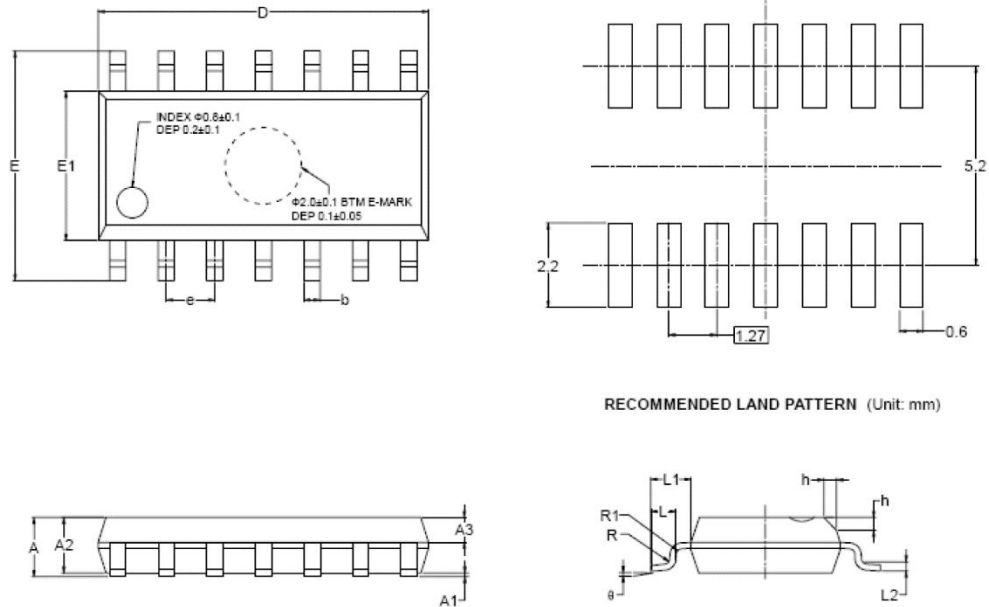 D
INDEX Φ0.8±0.1
DEP 0.2±0.1
E
E1
Φ2.0±0.1 BTM E-MARK
DEP 0.1±0.05
e
b
5.2
2.2
1.27
0.6
RECOMMENDED LAND PATTERN (Unit: mm)
A
A2
A3
A1
L1
L
R1
R
h
h
θ
L2